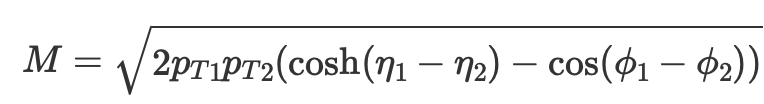 M = √2p_{T1}p_{T2}(cosh(η₁ − η₂) − cos(ϕ₁ − ϕ₂))